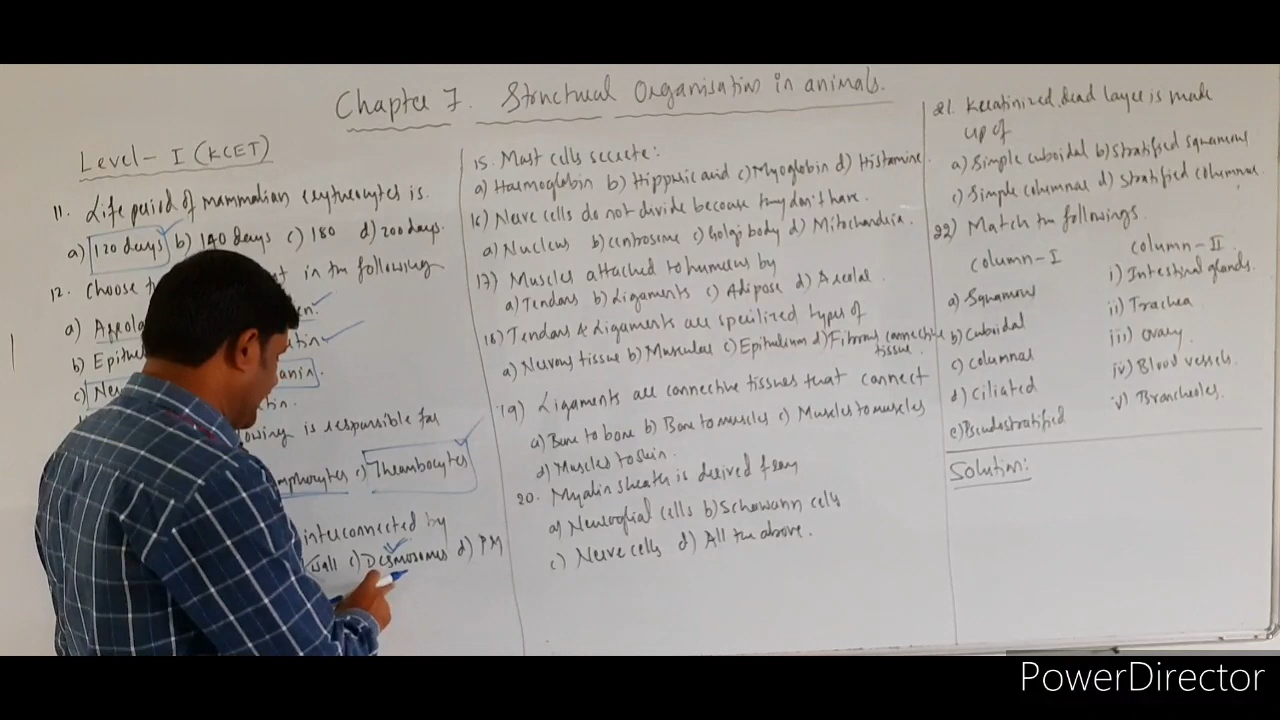 Chapter 7. Structural Organisation in animals.
Level - I (KCET)
11. Life period of mammalian erythrocytes is.
a) 120 days b) 140 days c) 180 d) 200 days.
12. Choose in the following
a) Areola
b) Epithe
c) Ne
is responsible for
c) Thrombocytes
interconnected by
wall c) Desmosomes d) PM
15. Mast cells secrete:
a) Haemoglobin b) Hippuric acid c) Myoglobin d) Histamine.
16) Nerve cells do not divide because they don't have.
a) Nucleus b) centrosome c) Golgi body d) Mitochondria.
17) Muscles attached to humerus by
a) Tendons b) Ligaments c) Adipose d) Areolar
18) Tendons & Ligaments are specilized types of
a) Nervous tissue b) Muscular c) Epithelium d) Fibrous connective
tissue.
19) Ligaments are connective tissues that connect
a) Bone to bone b) Bone to muscles c) Muscles to muscles
d) Muscles to skin.
20. Myalin sheath is derived from
a) Neuroglial cells b) Schowann cells
c) Nerve cells d) All the above.
21. Keratinized dead layer is made
up of
a) Simple cuboidal b) Stratified squamous
c) Simple columnar d) Stratified columnar
22) Match the followings.
column - I column - II
a) Squamous i) Intestinal glands.
b) Cuboidal ii) Trachea
c) columnar iii) Ovary
d) Ciliated iv) Blood vessels.
e) Pseudostratified v) Brancheoles.
Solution:
PowerDirector